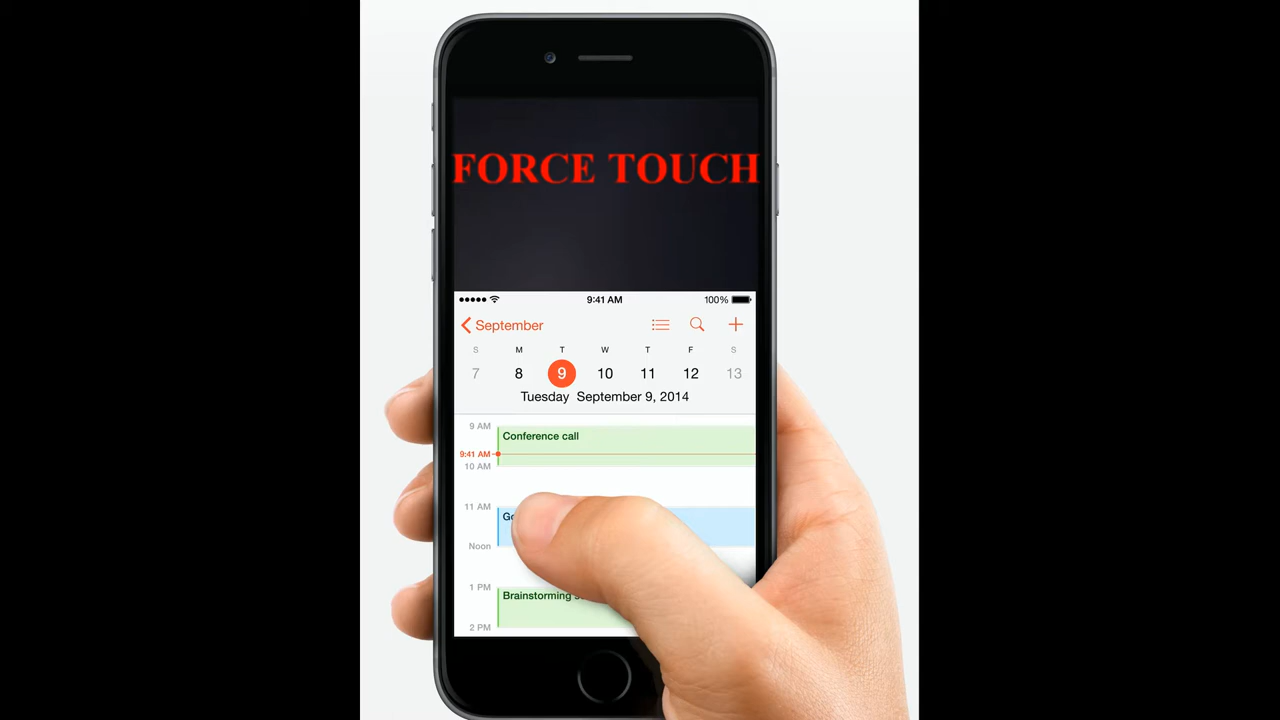 FORCE TOUCH
9:41 AM 100%
September
S M T W T F S
7 8 9 10 11 12 13
Tuesday September 9, 2014
9 AM
Conference call
9:41 AM
10 AM
11 AM
Noon
1 PM
Brainstorming
2 PM